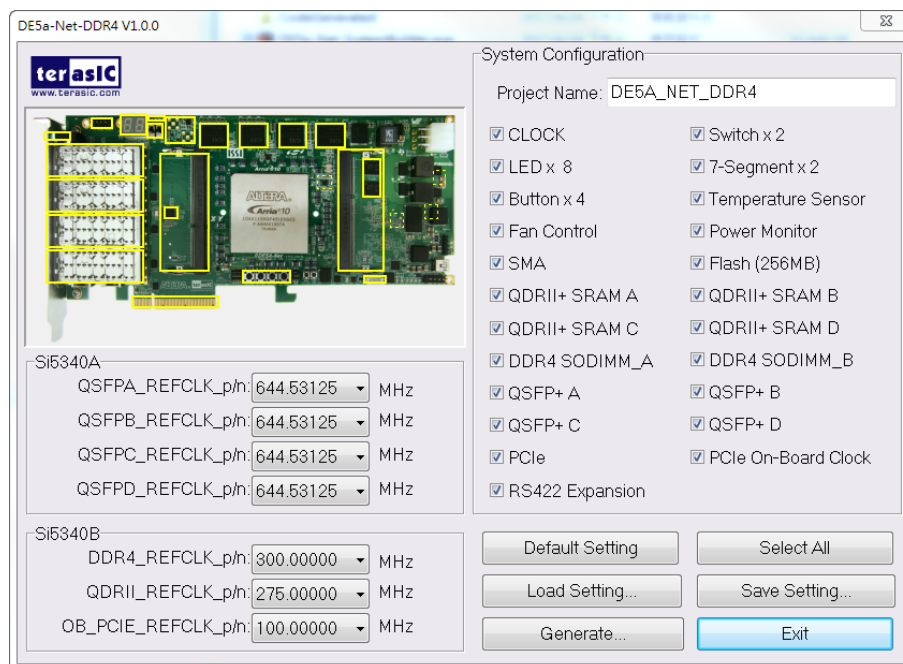 DE5a-Net-DDR4 V1.0.0
terasIC
www.terasic.com
ISSI
ALTERA
Arria 10
Si5340A
QSFPA_REFCLK_p/n: 644.53125 MHz
QSFPB_REFCLK_p/n: 644.53125 MHz
QSFPC_REFCLK_p/n: 644.53125 MHz
QSFPD_REFCLK_p/n: 644.53125 MHz
Si5340B
DDR4_REFCLK_p/n: 300.00000 MHz
QDRII_REFCLK_p/n: 275.00000 MHz
OB_PCIE_REFCLK_p/n: 100.00000 MHz
System Configuration
Project Name: DE5A_NET_DDR4
CLOCK Switch x 2
LED x 8 7-Segment x 2
Button x 4 Temperature Sensor
Fan Control Power Monitor
SMA Flash (256MB)
QDRII+ SRAM A QDRII+ SRAM B
QDRII+ SRAM C QDRII+ SRAM D
DDR4 SODIMM_A DDR4 SODIMM_B
QSFP+ A QSFP+ B
QSFP+ C QSFP+ D
PCIe PCIe On-Board Clock
RS422 Expansion
Default Setting Select All
Load Setting... Save Setting...
Generate... Exit